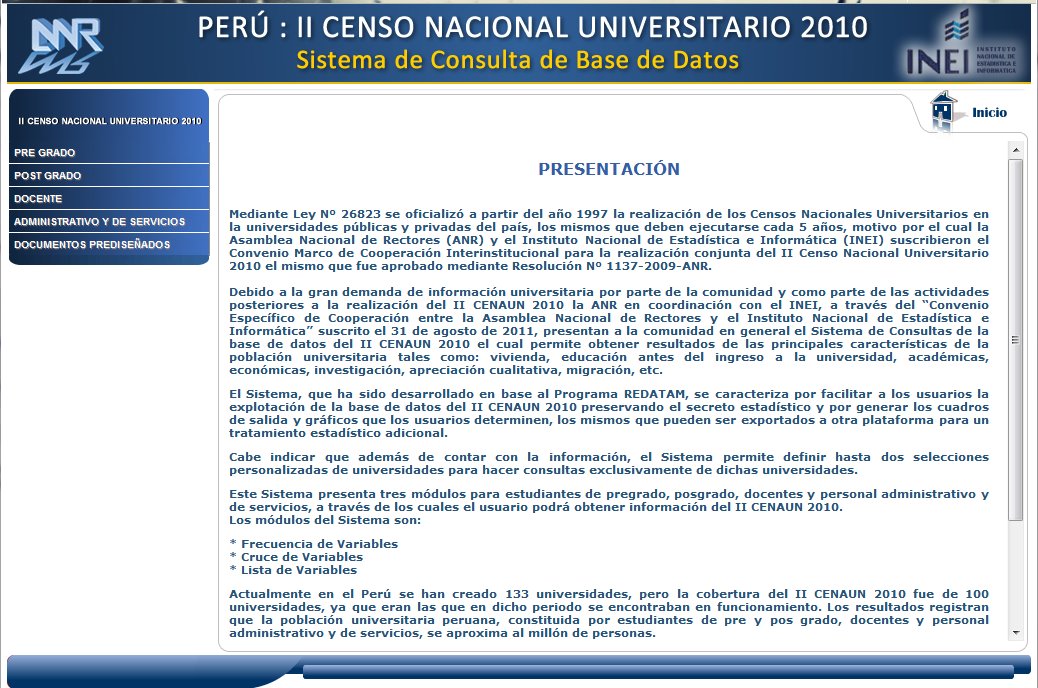 ANR
PERÚ : II CENSO NACIONAL UNIVERSITARIO 2010
Sistema de Consulta de Base de Datos
INEI
INSTITUTO
NACIONAL DE
ESTADÍSTICA E
INFORMÁTICA
II CENSO NACIONAL UNIVERSITARIO 2010
PRE GRADO
POST GRADO
DOCENTE
ADMINISTRATIVO Y DE SERVICIOS
DOCUMENTOS PREDISEÑADOS
Inicio
PRESENTACIÓN
Mediante Ley Nº 26823 se oficializó a partir del año 1997 la realización de los Censos Nacionales Universitarios en
la universidades públicas y privadas del país, los mismos que deben ejecutarse cada 5 años, motivo por el cual la
Asamblea Nacional de Rectores (ANR) y el Instituto Nacional de Estadística e Informática (INEI) suscribieron el
Convenio Marco de Cooperación Interinstitucional para la realización conjunta del II Censo Nacional Universitario
2010 el mismo que fue aprobado mediante Resolución Nº 1137-2009-ANR.
Debido a la gran demanda de información universitaria por parte de la comunidad y como parte de las actividades
posteriores a la realización del II CENAUN 2010 la ANR en coordinación con el INEI, a través del “Convenio
Específico de Cooperación entre la Asamblea Nacional de Rectores y el Instituto Nacional de Estadística e
Informática” suscrito el 31 de agosto de 2011, presentan a la comunidad en general el Sistema de Consultas de la
base de datos del II CENAUN 2010 el cual permite obtener resultados de las principales características de la
población universitaria tales como: vivienda, educación antes del ingreso a la universidad, académicas,
económicas, investigación, apreciación cualitativa, migración, etc.
El Sistema, que ha sido desarrollado en base al Programa REDATAM, se caracteriza por facilitar a los usuarios la
explotación de la base de datos del II CENAUN 2010 preservando el secreto estadístico y por generar los cuadros
de salida y gráficos que los usuarios determinen, los mismos que pueden ser exportados a otra plataforma para un
tratamiento estadístico adicional.
Cabe indicar que además de contar con la información, el Sistema permite definir hasta dos selecciones
personalizadas de universidades para hacer consultas exclusivamente de dichas universidades.
Este Sistema presenta tres módulos para estudiantes de pregrado, posgrado, docentes y personal administrativo y
de servicios, a través de los cuales el usuario podrá obtener información del II CENAUN 2010.
Los módulos del Sistema son:
* Frecuencia de Variables
* Cruce de Variables
* Lista de Variables
Actualmente en el Perú se han creado 133 universidades, pero la cobertura del II CENAUN 2010 fue de 100
universidades, ya que eran las que en dicho periodo se encontraban en funcionamiento. Los resultados registran
que la población universitaria peruana, constituida por estudiantes de pre y pos grado, docentes y personal
administrativo y de servicios, se aproxima al millón de personas.